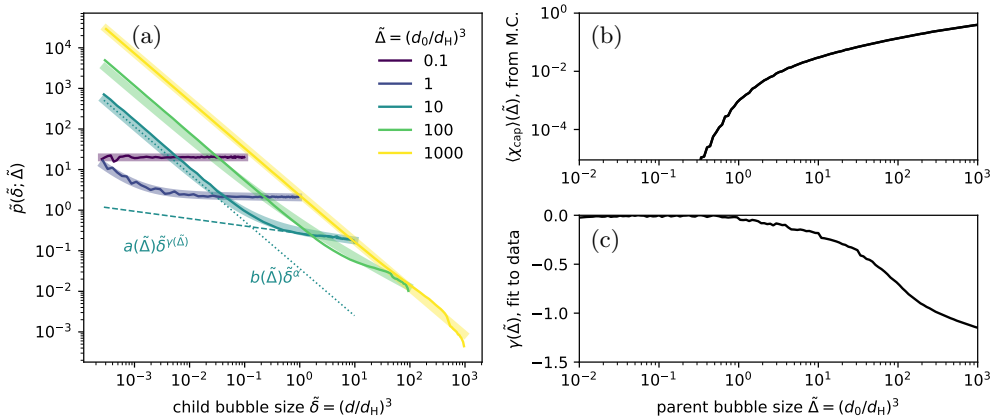 (a)
Δ̃ = (d₀/d_H)³
0.1
1
10
100
1000
10⁴
10³
10²
10¹
10⁰
10⁻¹
10⁻²
10⁻³
p̃(δ̃; Δ̃)
a(Δ̃)δ̃^γ(Δ̃)
b(Δ̃)δ̃^α
10⁻³ 10⁻² 10⁻¹ 10⁰ 10¹ 10² 10³
child bubble size δ̃ = (d/d_H)³
(b)
10⁰
10⁻²
10⁻⁴
⟨χ_cap⟩(Δ̃), from M.C.
10⁻² 10⁻¹ 10⁰ 10¹ 10² 10³
(c)
0.0
−0.5
−1.0
−1.5
γ(Δ̃), fit to data
10⁻² 10⁻¹ 10⁰ 10¹ 10² 10³
parent bubble size Δ̃ = (d₀/d_H)³